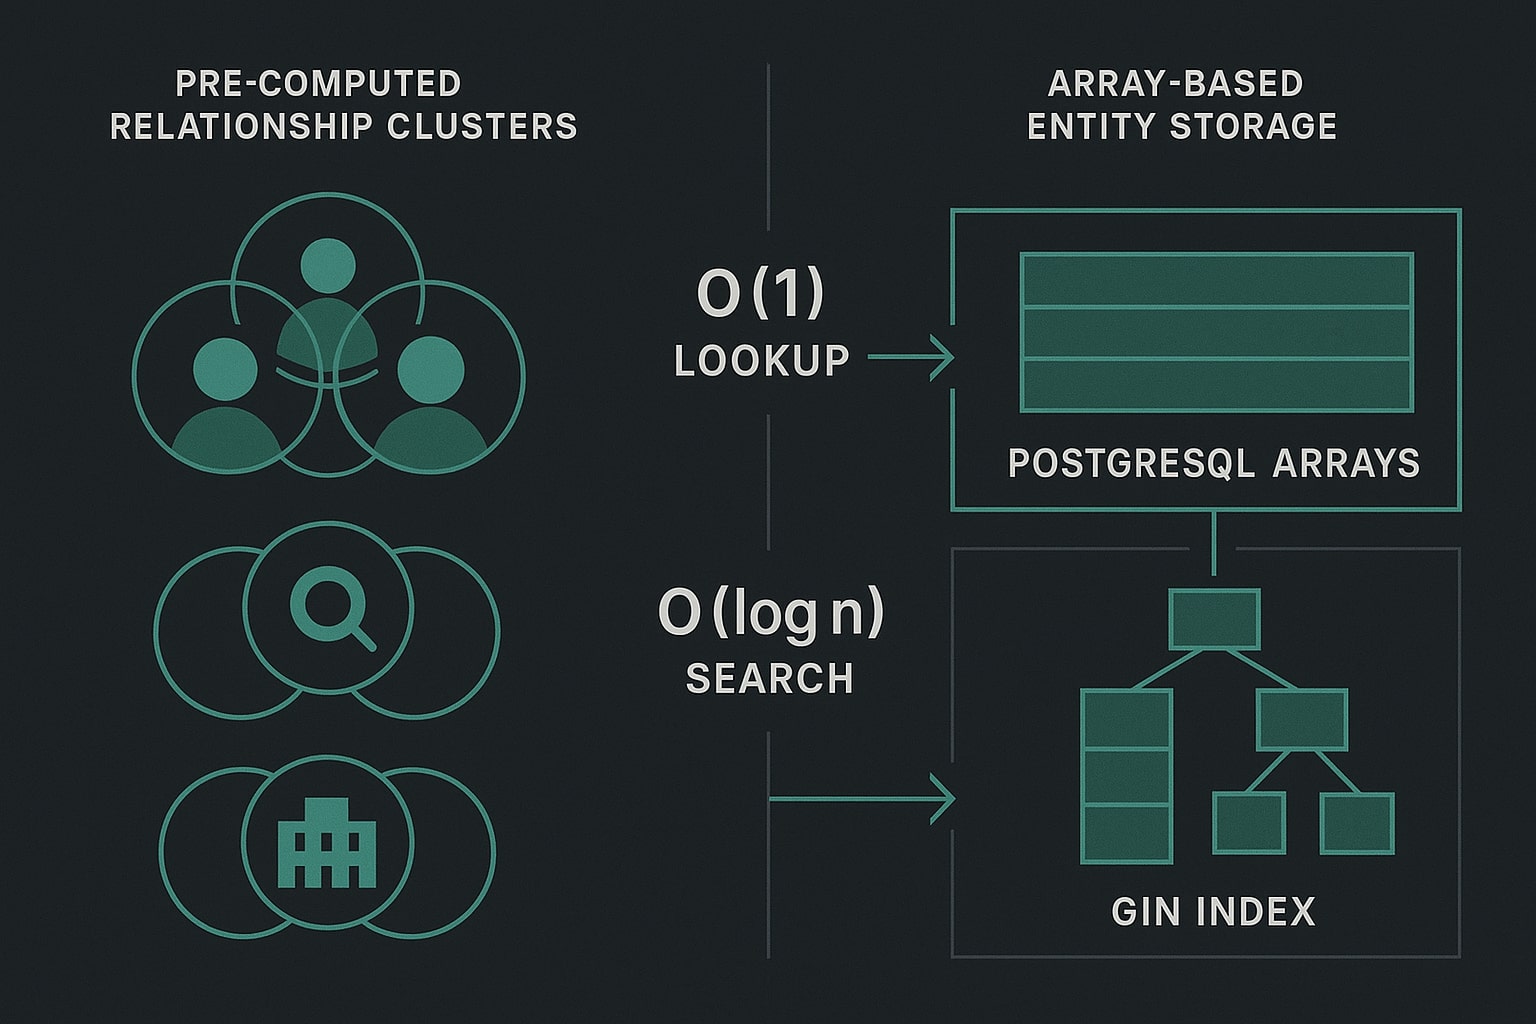 PRE-COMPUTED
RELATIONSHIP CLUSTERS
ARRAY-BASED
ENTITY STORAGE
O(1)
LOOKUP
POSTGRESQL ARRAYS
O(log n)
SEARCH
GIN INDEX